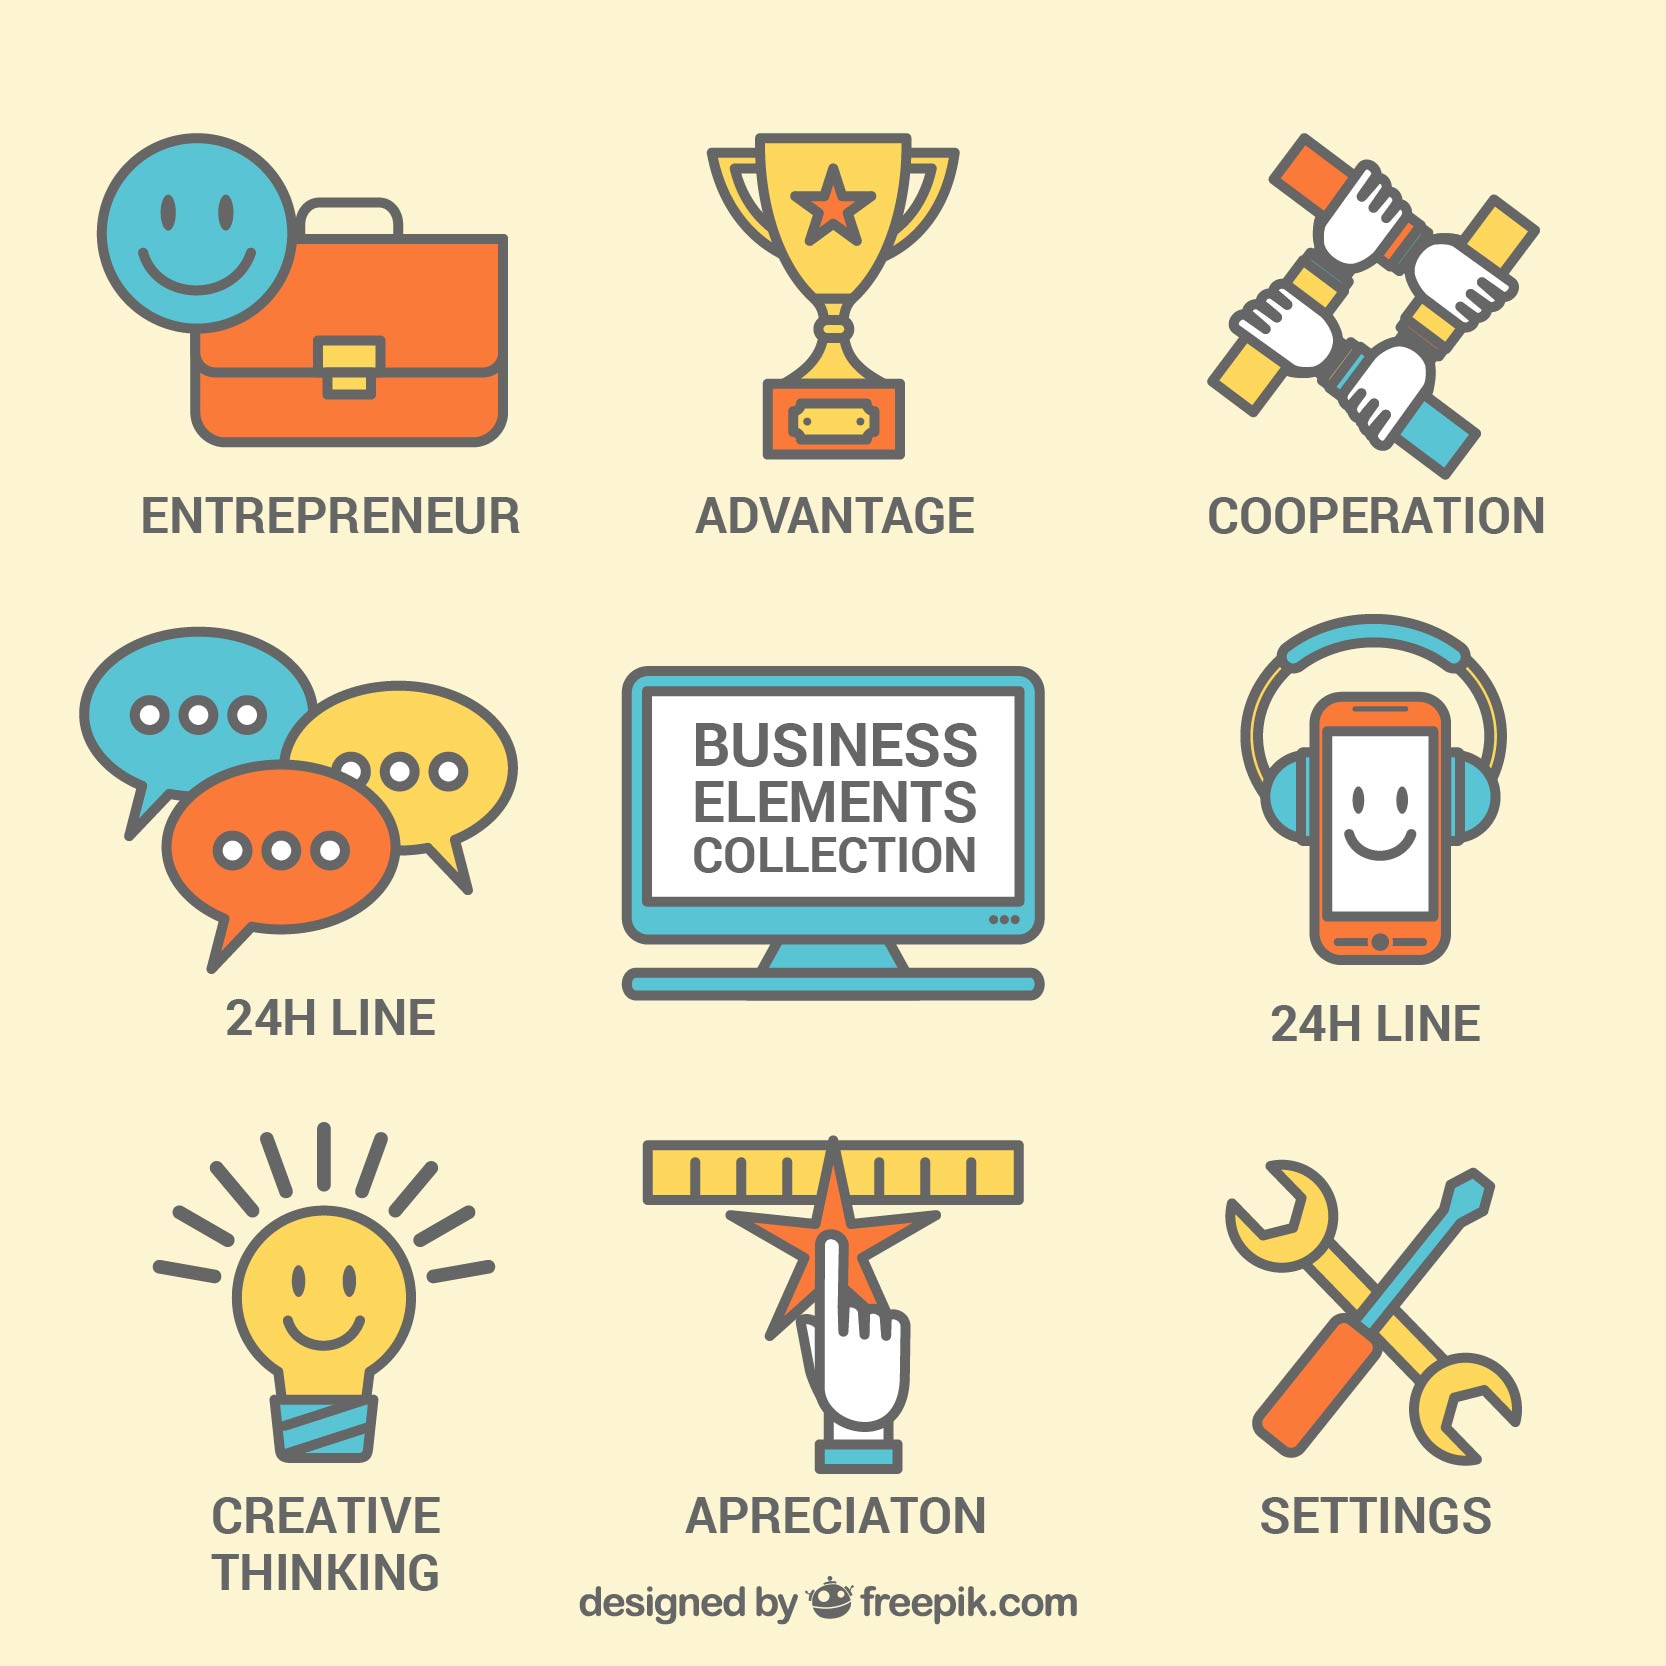 ENTREPRENEUR
ADVANTAGE
COOPERATION
BUSINESS
ELEMENTS
COLLECTION
24H LINE
24H LINE
CREATIVE
THINKING
APRECIATON
SETTINGS
designed by freepik.com